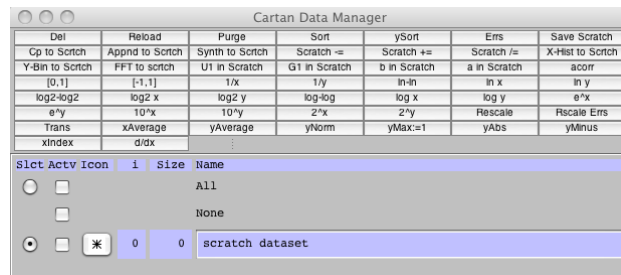 Cartan Data Manager
Del Reload Purge Sort ySort Errs Save Scratch
Cp to Scrtch Appnd to Scrtch Synth to Scrtch Scratch -= Scratch += Scratch /= X-Hist to Scrtch
Y-Bin to Scrtch FFT to scrtch U1 in Scratch G1 in Scratch b in Scratch a in Scratch acorr
[0,1] [-1,1] 1/x 1/y ln-ln ln x ln y
log2-log2 log2 x log2 y log-log log x log y e^x
e^y 10^x 10^y 2^x 2^y Rescale Rscale Errs
Trans xAverage yAverage yNorm yMax:=1 yAbs yMinus
xIndex d/dx
Slct Actv Icon i Size Name
All
None
* 0 0 scratch dataset